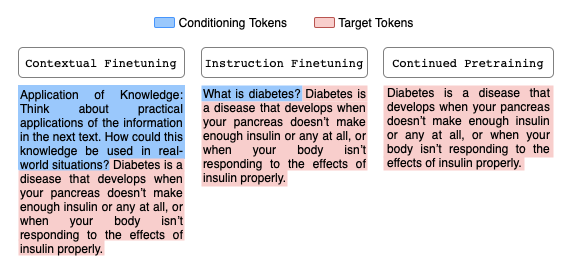 Conditioning Tokens
Target Tokens
Contextual Finetuning
Application of Knowledge:
Think about practical
applications of the information
in the next text. How could this
knowledge be used in real-
world situations? Diabetes is a
disease that develops when
your pancreas doesn't make
enough insulin or any at all, or
when your body isn't
responding to the effects of
insulin properly.
Instruction Finetuning
What is diabetes? Diabetes is
a disease that develops when
your pancreas doesn't make
enough insulin or any at all, or
when your body isn't
responding to the effects of
insulin properly.
Continued Pretraining
Diabetes is a disease that
develops when your pancreas
doesn't make enough insulin
or any at all, or when your
body isn't responding to the
effects of insulin properly.